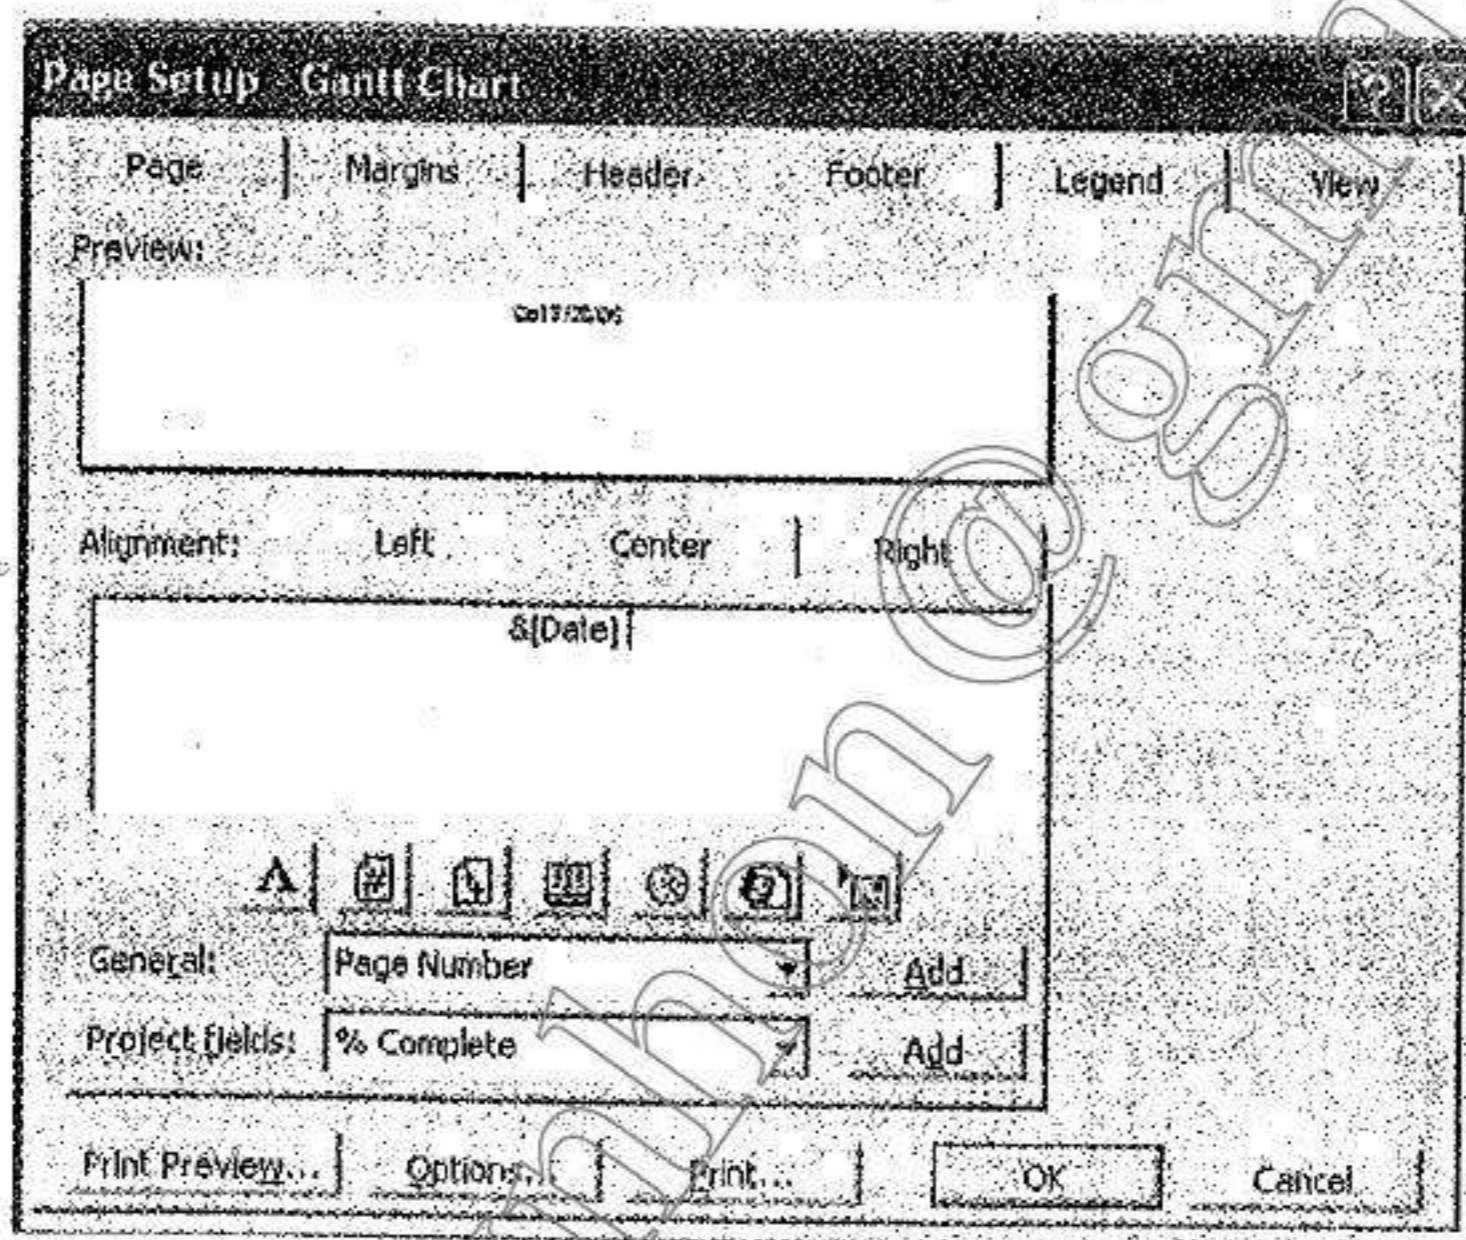 Page Setup - Gantt Chart
Page Margins Header Footer Legend View
Preview:
Alignment: Left Center Right
&[Date]
A
General: Page Number Add
Project fields: % Complete Add
Print Preview... Options... Print... OK Cancel